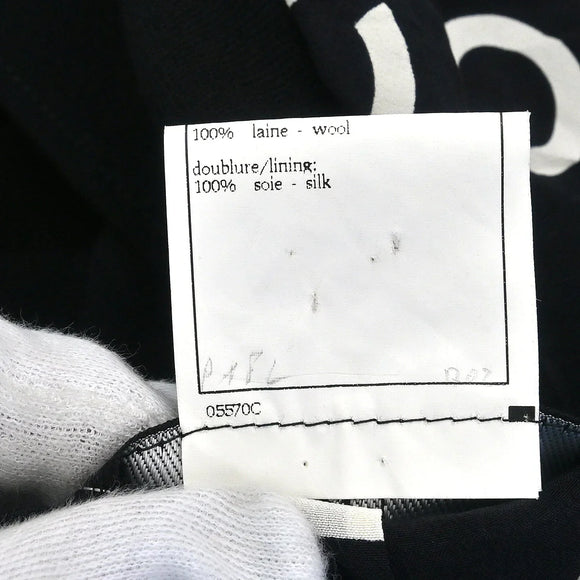 100% laine - wool
doublure/lining:
100% soie - silk
05570C